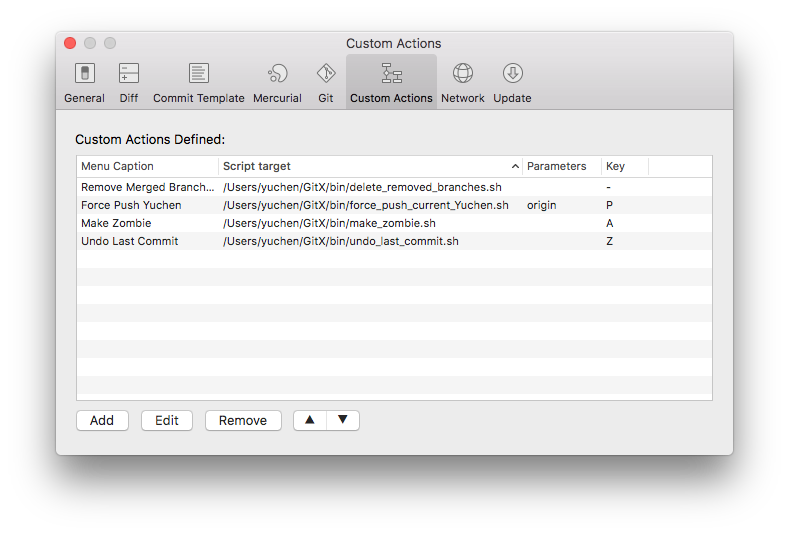 Custom Actions
General Diff Commit Template Mercurial Git Custom Actions Network Update
Custom Actions Defined:
Menu Caption Script target Parameters Key
Remove Merged Branch... /Users/yuchen/GitX/bin/delete_removed_branches.sh -
Force Push Yuchen /Users/yuchen/GitX/bin/force_push_current_Yuchen.sh origin P
Make Zombie /Users/yuchen/GitX/bin/make_zombie.sh A
Undo Last Commit /Users/yuchen/GitX/bin/undo_last_commit.sh Z
Add Edit Remove ▲ ▼